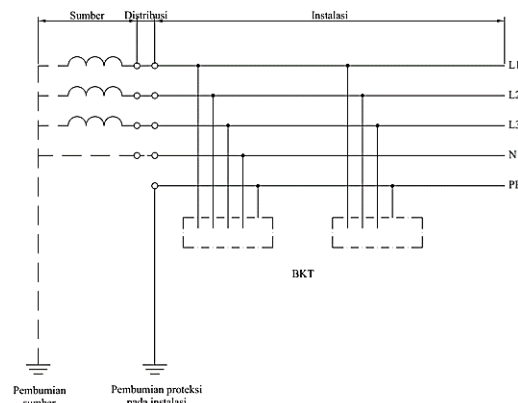 Sumber Distribusi Instalasi
L1
L2
L3
N
PE
BKT
Pembumian sumber
Pembumian proteksi pada instalasi